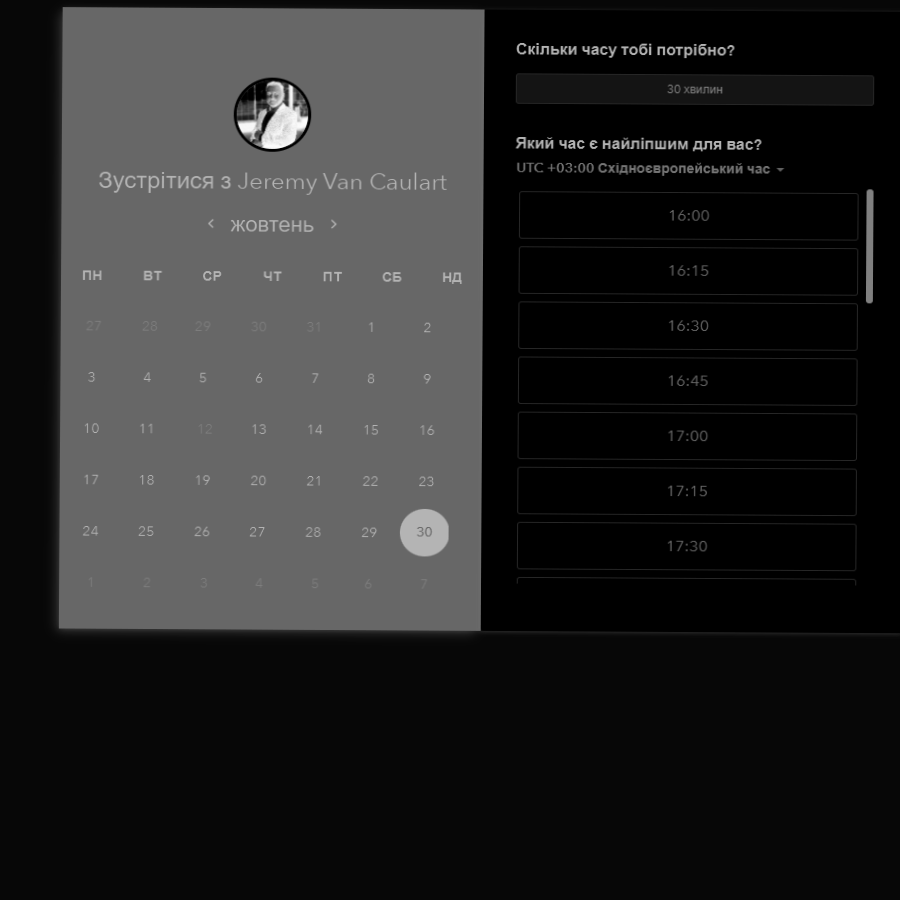 Зустрітися з Jeremy Van Caulart
жовтень
ПН ВТ СР ЧТ ПТ СБ НД
27 28 29 30 31 1 2
3 4 5 6 7 8 9
10 11 12 13 14 15 16
17 18 19 20 21 22 23
24 25 26 27 28 29 30
1 2 3 4 5 6 7
Скільки часу тобі потрібно?
30 хвилин
Який час є найліпшим для вас?
UTC +03:00 Східноєвропейський час
16:00
16:15
16:30
16:45
17:00
17:15
17:30